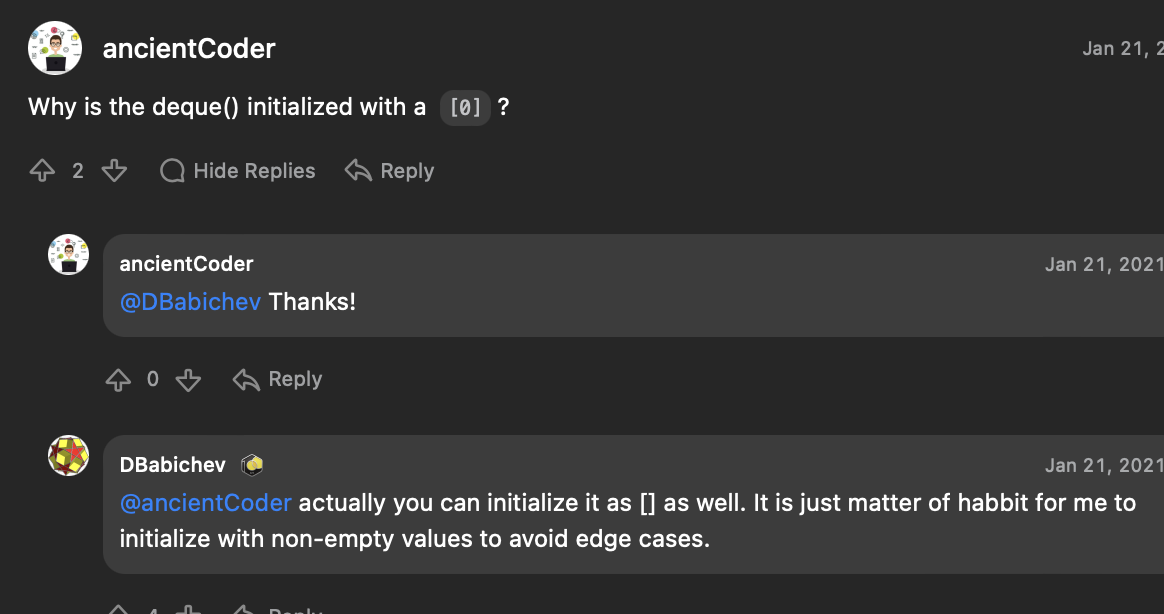 ancientCoder
Jan 21, 2
Why is the deque() initialized with a [0] ?
2 Hide Replies Reply
ancientCoder
Jan 21, 2021
@DBabichev Thanks!
0 Reply
DBabichev
Jan 21, 2021
@ancientCoder actually you can initialize it as [] as well. It is just matter of habbit for me to
initialize with non-empty values to avoid edge cases.
4 Reply